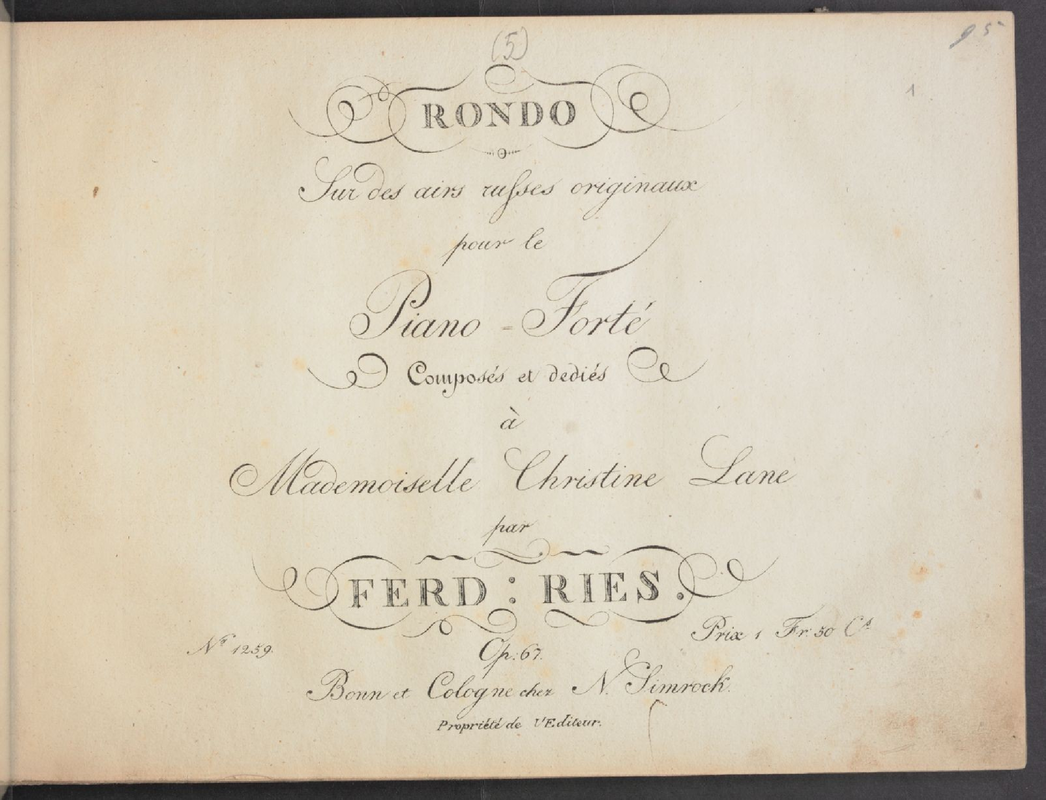 (5)
95
1
RONDO
Sur des airs ruſses originaux
pour le
Piano-Forté
Composés et dediés
à
Mademoiselle Christine Lane
par
FERD: RIES.
Prix 1 Fr. 50 Cs
Nr 1259.
Op. 67.
Bonn et Cologne chez N. Simrock.
Propriété de l'Editeur.